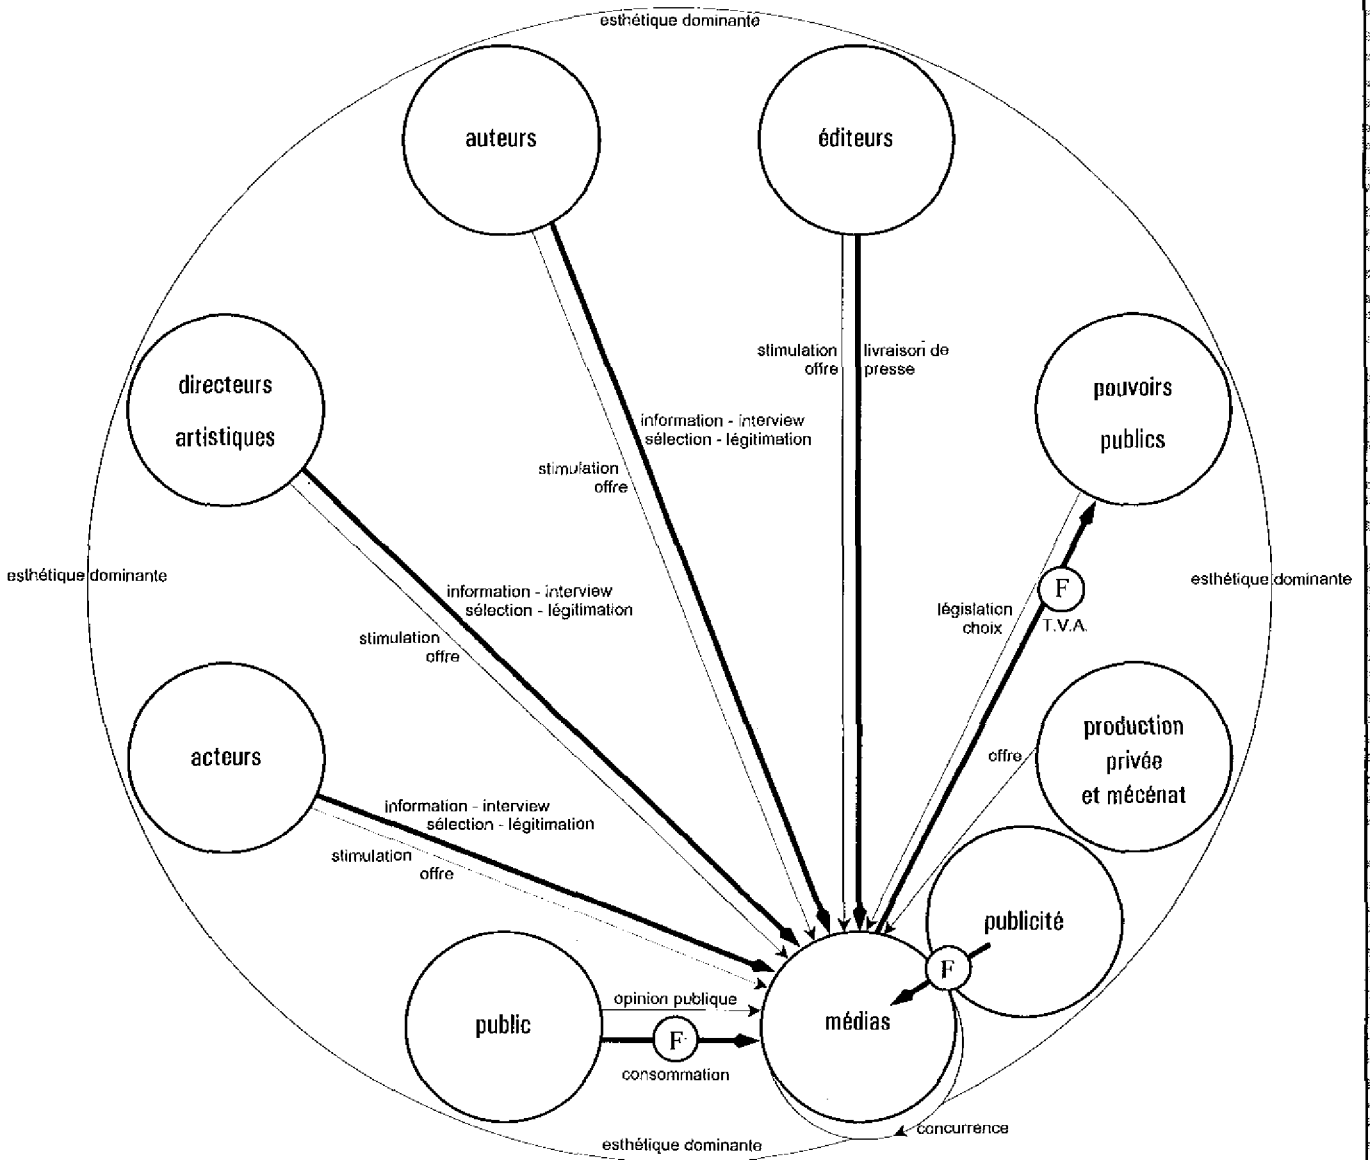 esthétique dominante
auteurs
éditeurs
stimulation
offre
livraison de
presse
directeurs
artistiques
pouvoirs
publics
information - interview
sélection - légitimation
stimulation
offre
esthétique dominante
esthétique dominante
information - interview
sélection - légitimation
stimulation
offre
législation
choix
F
T.V.A.
acteurs
production
privée
et mécénat
offre
information - interview
sélection - légitimation
stimulation
offre
publicité
F
public
opinion publique
F
consommation
médias
concurrence
esthétique dominante